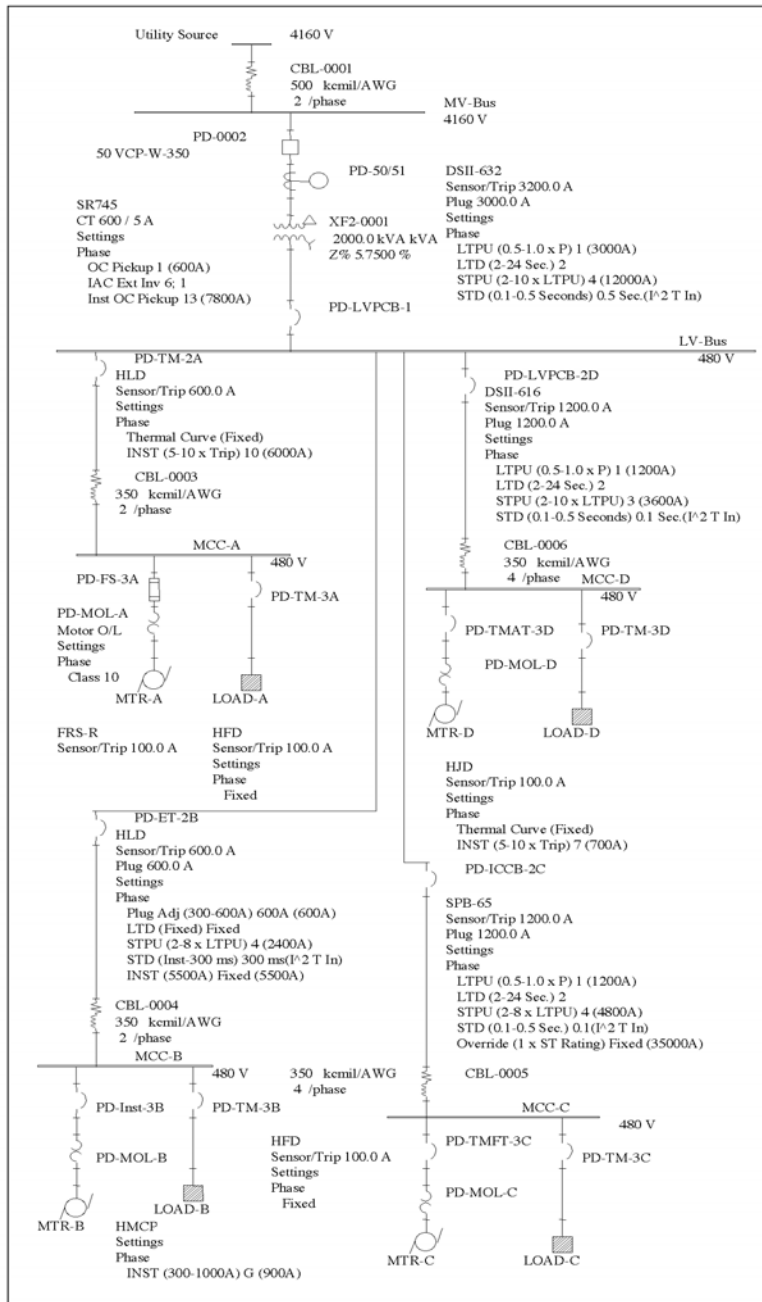 Utility Source
4160 V
CBL-0001
500 kcmil/AWG
2 /phase
MV-Bus
4160 V
PD-0002
50 VCP-W-350
PD-50/51
SR745
CT 600 / 5 A
Settings
Phase
OC Pickup 1 (600A)
IAC Ext Inv 6; 1
Inst OC Pickup 13 (7800A)
XF2-0001
2000.0 kVA kVA
Z% 5.7500 %
DSII-632
Sensor/Trip 3200.0 A
Plug 3000.0 A
Settings
Phase
LTPU (0.5-1.0 x P) 1 (3000A)
LTD (2-24 Sec.) 2
STPU (2-10 x LTPU) 4 (12000A)
STD (0.1-0.5 Seconds) 0.5 Sec.(I^2 T In)
PD-LVPCB-1
LV-Bus
480 V
PD-TM-2A
HLD
Sensor/Trip 600.0 A
Settings
Phase
Thermal Curve (Fixed)
INST (5-10 x Trip) 10 (6000A)
CBL-0003
350 kcmil/AWG
2 /phase
PD-LVPCB-2D
DSII-616
Sensor/Trip 1200.0 A
Plug 1200.0 A
Settings
Phase
LTPU (0.5-1.0 x P) 1 (1200A)
LTD (2-24 Sec.) 2
STPU (2-10 x LTPU) 3 (3600A)
STD (0.1-0.5 Seconds) 0.1 Sec.(I^2 T In)
CBL-0006
350 kcmil/AWG
4 /phase
MCC-A
480 V
PD-FS-3A
PD-TM-3A
PD-MOL-A
Motor O/L
Settings
Phase
Class 10
MTR-A
LOAD-A
MCC-D
480 V
PD-TMAT-3D
PD-TM-3D
PD-MOL-D
MTR-D
LOAD-D
FRS-R
Sensor/Trip 100.0 A
HFD
Sensor/Trip 100.0 A
Settings
Phase
Fixed
HJD
Sensor/Trip 100.0 A
Settings
Phase
Thermal Curve (Fixed)
INST (5-10 x Trip) 7 (700A)
PD-ET-2B
HLD
Sensor/Trip 600.0 A
Plug 600.0 A
Settings
Phase
Plug Adj (300-600A) 600A (600A)
LTD (Fixed) Fixed
STPU (2-8 x LTPU) 4 (2400A)
STD (Inst-300 ms) 300 ms(I^2 T In)
INST (5500A) Fixed (5500A)
CBL-0004
350 kcmil/AWG
2 /phase
PD-ICCB-2C
SPB-65
Sensor/Trip 1200.0 A
Plug 1200.0 A
Settings
Phase
LTPU (0.5-1.0 x P) 1 (1200A)
LTD (2-24 Sec.) 2
STPU (2-8 x LTPU) 4 (4800A)
STD (0.1-0.5 Sec.) 0.1(I^2 T In)
Override (1 x ST Rating) Fixed (35000A)
350 kcmil/AWG
4 /phase
CBL-0005
MCC-B
480 V
PD-Inst-3B
PD-TM-3B
PD-MOL-B
MTR-B
LOAD-B
HMCP
Settings
Phase
INST (300-1000A) G (900A)
HFD
Sensor/Trip 100.0 A
Settings
Phase
Fixed
MCC-C
480 V
PD-TMFT-3C
PD-TM-3C
PD-MOL-C
MTR-C
LOAD-C